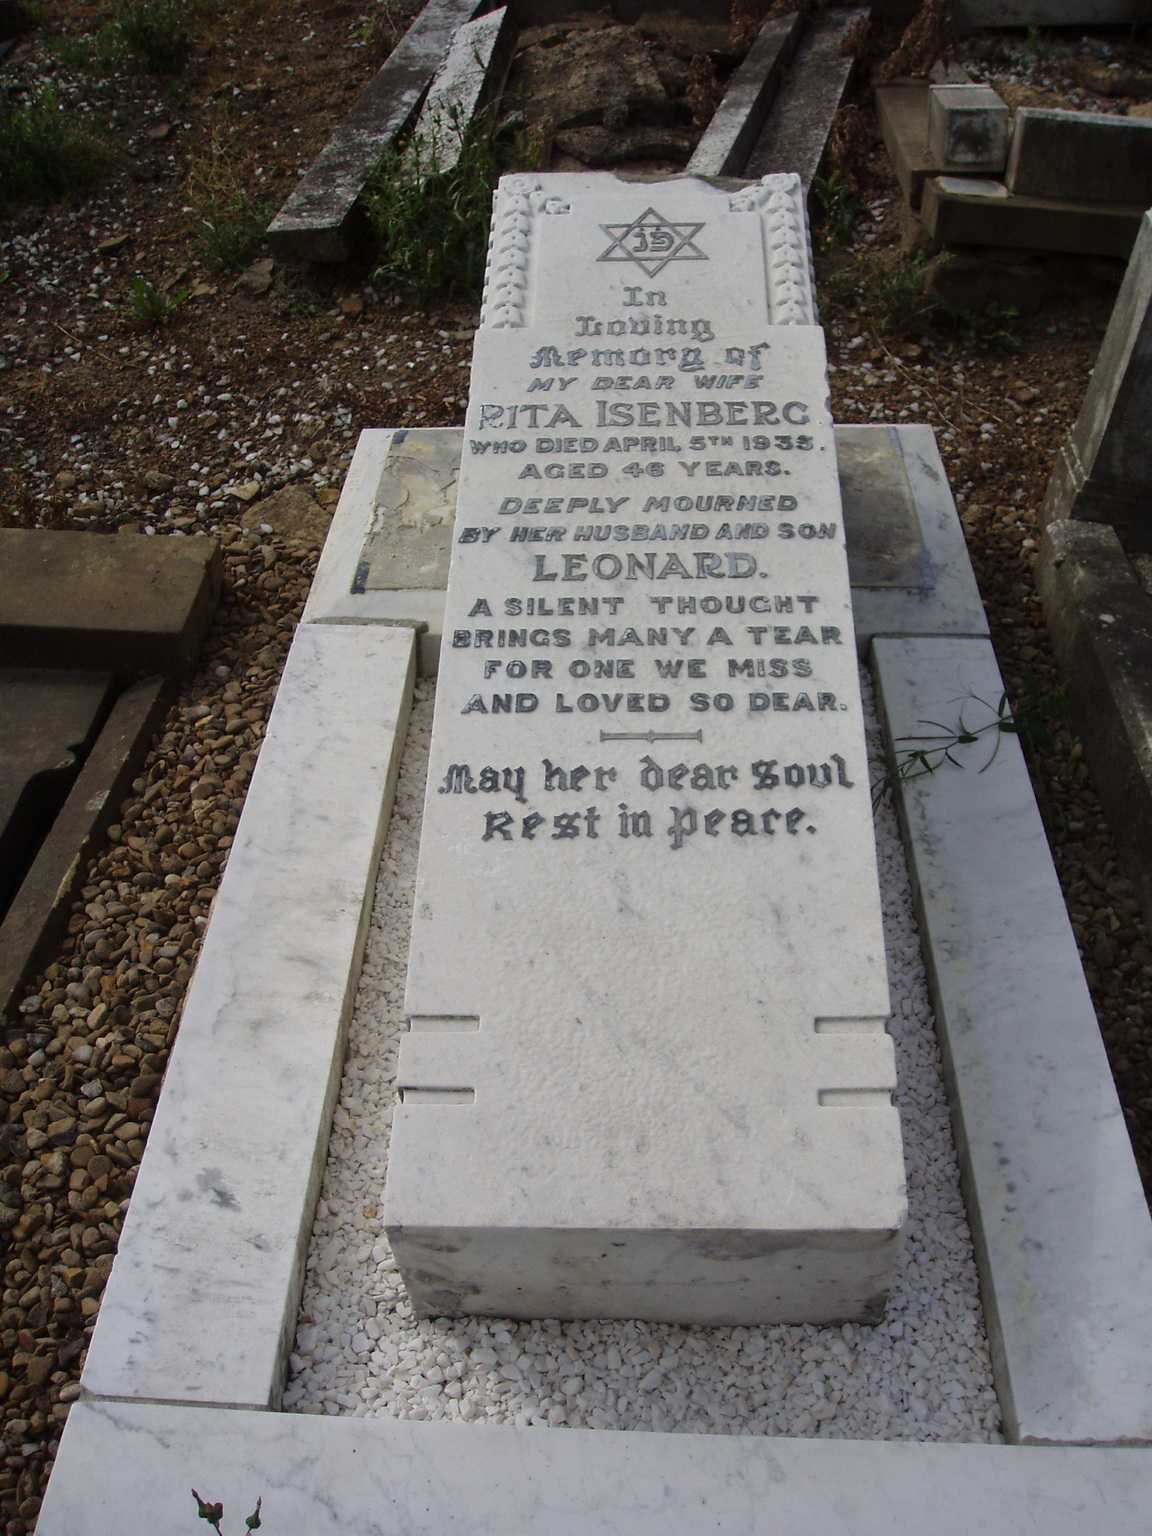 פ״נ
In
Loving
Memory of
MY DEAR WIFE
RITA ISENBERG
WHO DIED APRIL 5TH 1935.
AGED 46 YEARS.
DEEPLY MOURNED
BY HER HUSBAND AND SON
LEONARD.
A SILENT THOUGHT
BRINGS MANY A TEAR
FOR ONE WE MISS
AND LOVED SO DEAR.
May her dear Soul
Rest in Peace.